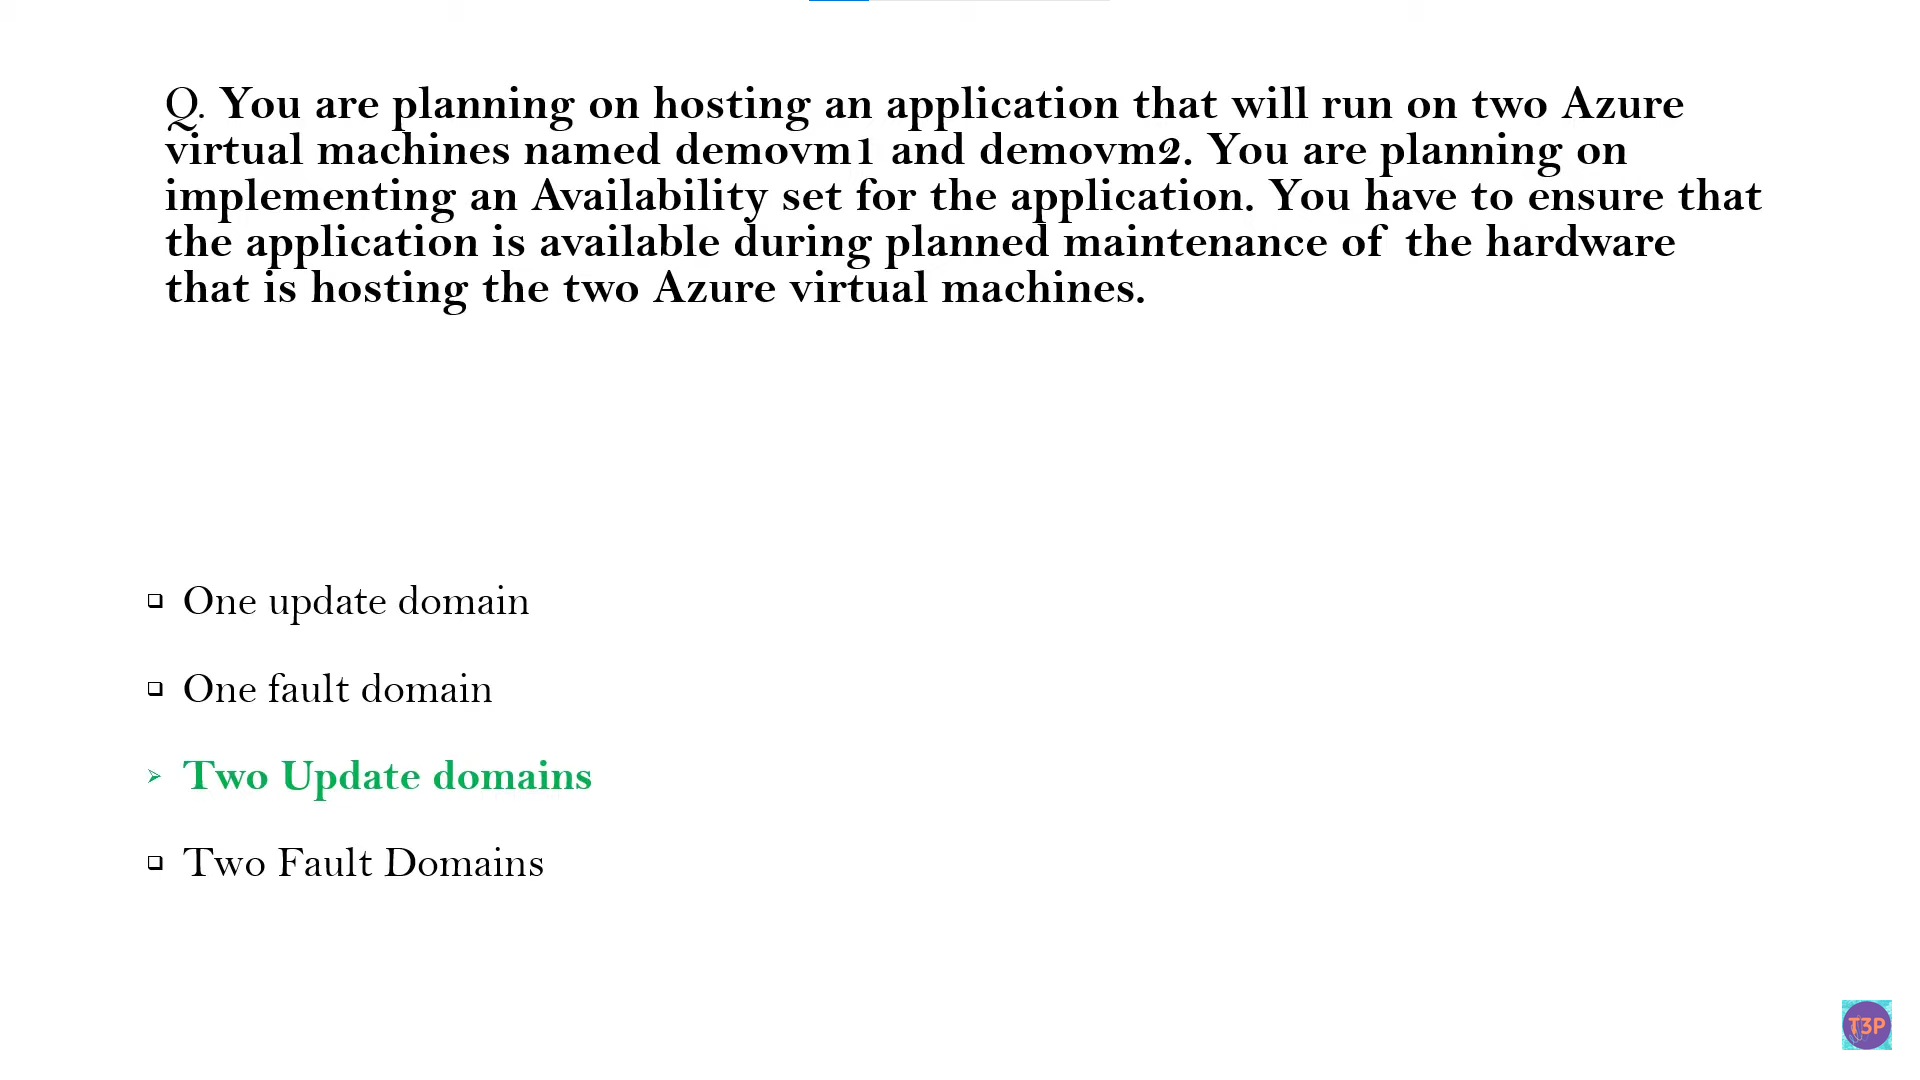 Q. You are planning on hosting an application that will run on two Azure
virtual machines named demovm1 and demovm2. You are planning on
implementing an Availability set for the application. You have to ensure that
the application is available during planned maintenance of the hardware
that is hosting the two Azure virtual machines.
One update domain
One fault domain
Two Update domains
Two Fault Domains
T3P